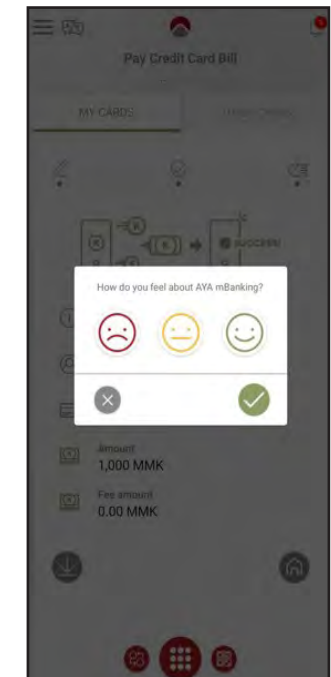 Pay Credit Card Bill
MY CARDS
SUCCESS!
How do you feel about AYA mBanking?
Amount
1,000 MMK
Fee amount
0.00 MMK